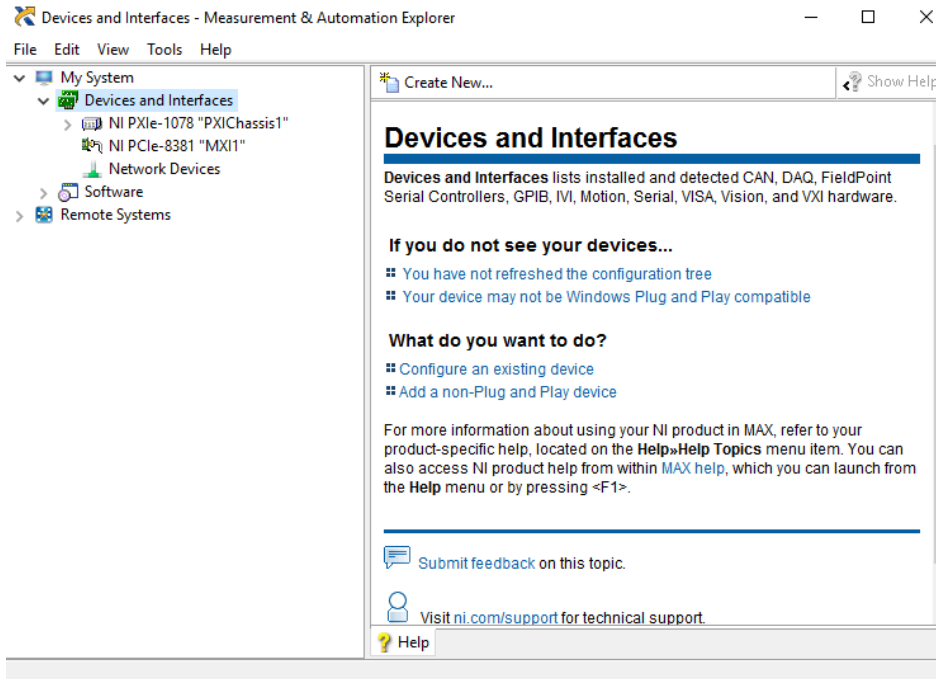 Devices and Interfaces - Measurement & Automation Explorer
File Edit View Tools Help
My System
Devices and Interfaces
NI PXIe-1078 "PXIChassis1"
NI PCIe-8381 "MXI1"
Network Devices
Software
Remote Systems
Create New...
Show Help
Devices and Interfaces
Devices and Interfaces lists installed and detected CAN, DAQ, FieldPoint
Serial Controllers, GPIB, IVI, Motion, Serial, VISA, Vision, and VXI hardware.
If you do not see your devices...
You have not refreshed the configuration tree
Your device may not be Windows Plug and Play compatible
What do you want to do?
Configure an existing device
Add a non-Plug and Play device
For more information about using your NI product in MAX, refer to your
product-specific help, located on the Help»Help Topics menu item. You can
also access NI product help from within MAX help, which you can launch from
the Help menu or by pressing <F1>.
Submit feedback on this topic.
Visit ni.com/support for technical support.
Help